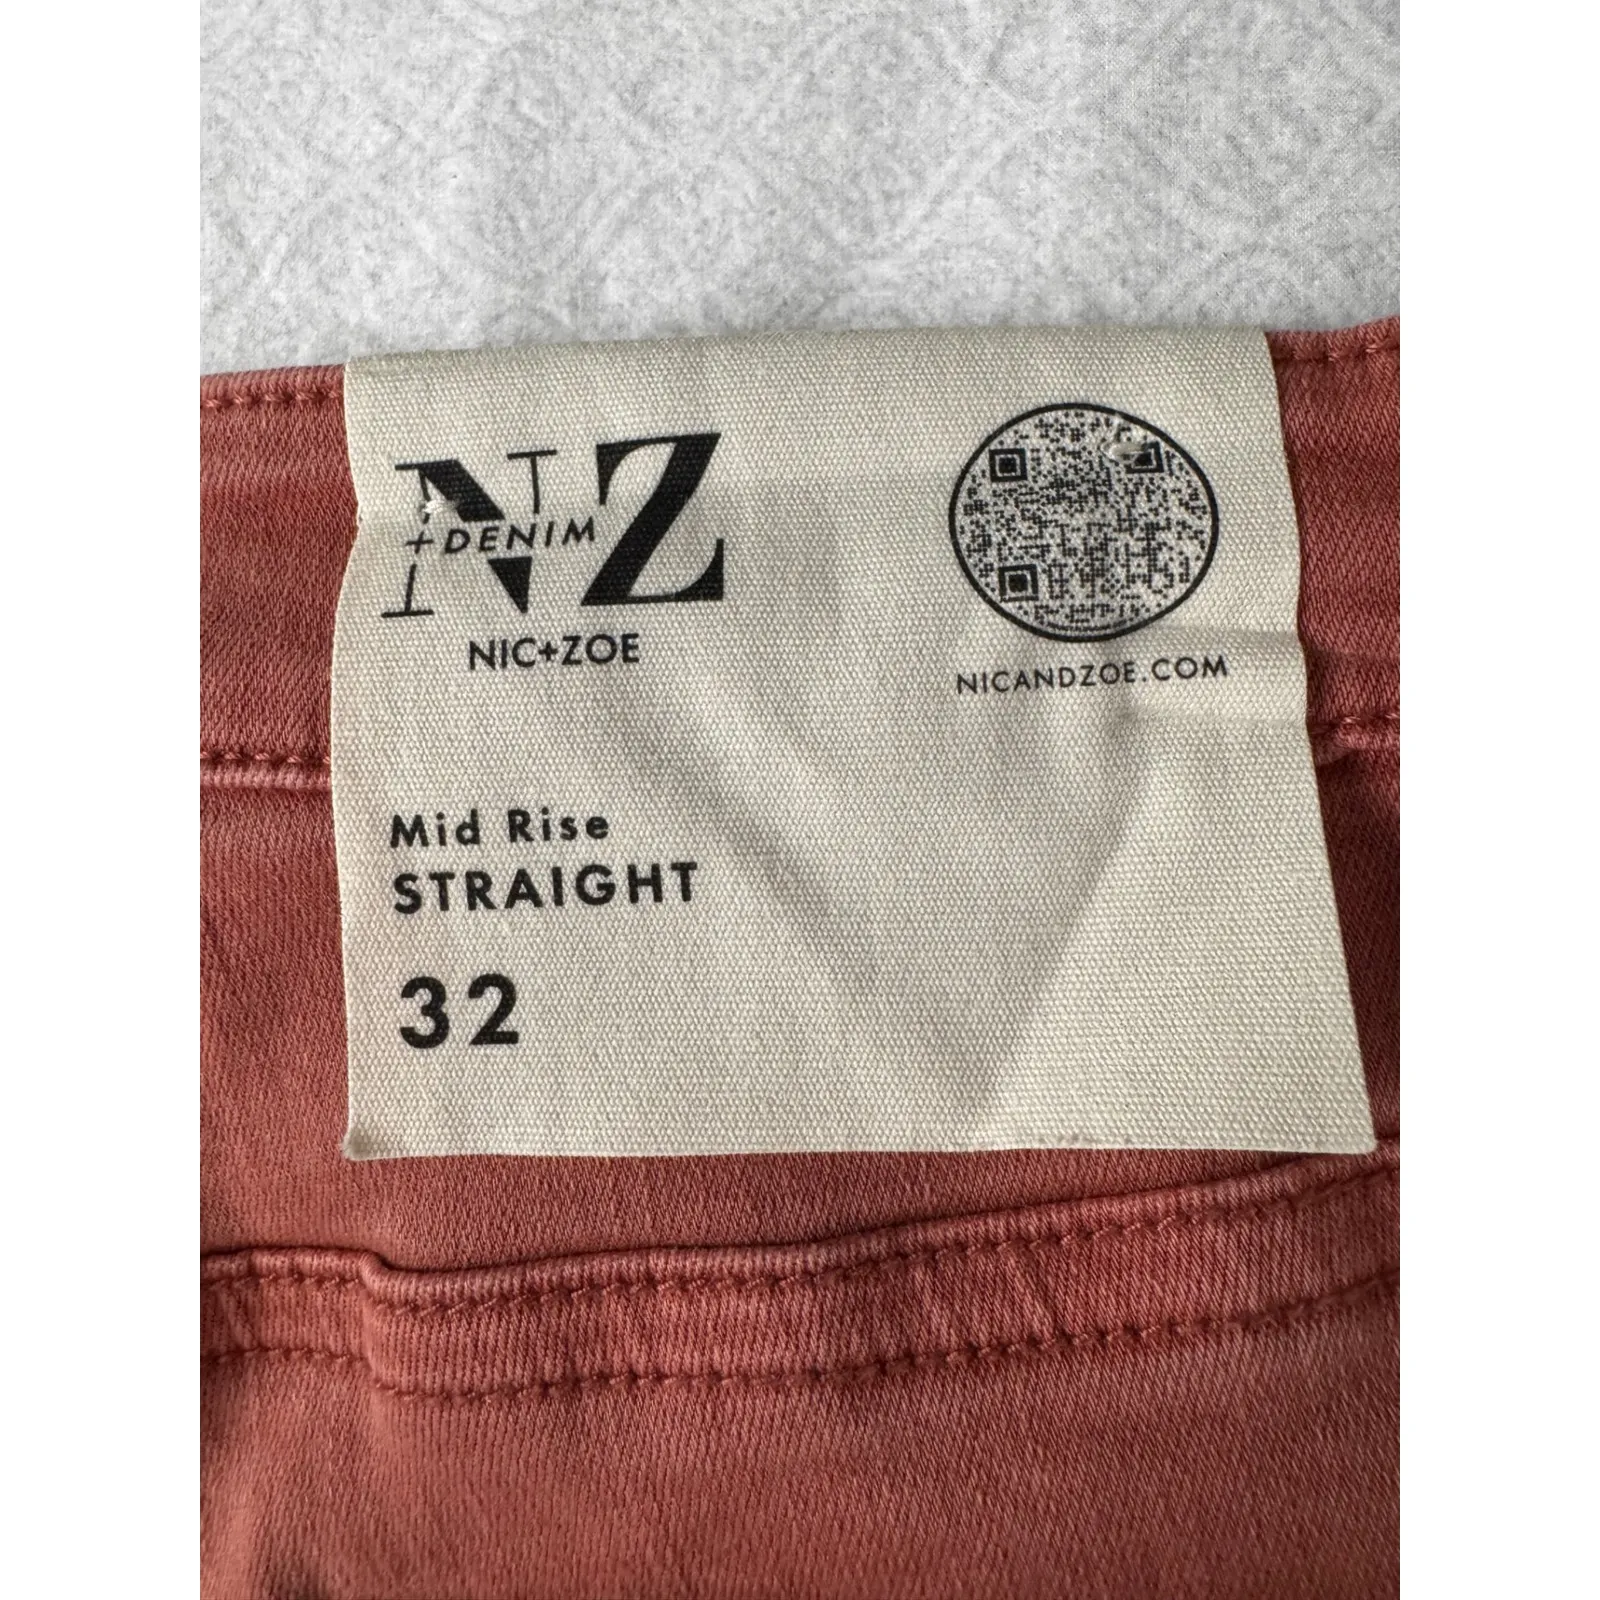 NZ
+DENIM
NIC+ZOE
NICANDZOE.COM
Mid Rise
STRAIGHT
32